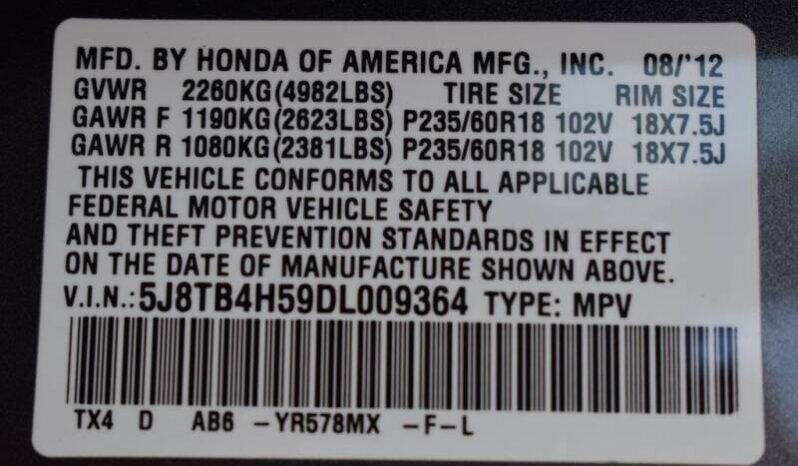 MFD. BY HONDA OF AMERICA MFG., INC. 08/'12
GVWR 2260KG(4982LBS) TIRE SIZE RIM SIZE
GAWR F 1190KG(2623LBS) P235/60R18 102V 18X7.5J
GAWR R 1080KG(2381LBS) P235/60R18 102V 18X7.5J
THIS VEHICLE CONFORMS TO ALL APPLICABLE
FEDERAL MOTOR VEHICLE SAFETY
AND THEFT PREVENTION STANDARDS IN EFFECT
ON THE DATE OF MANUFACTURE SHOWN ABOVE.
V.I.N.:5J8TB4H59DL009364 TYPE: MPV
TX4 D AB6 -YR578MX -F-L